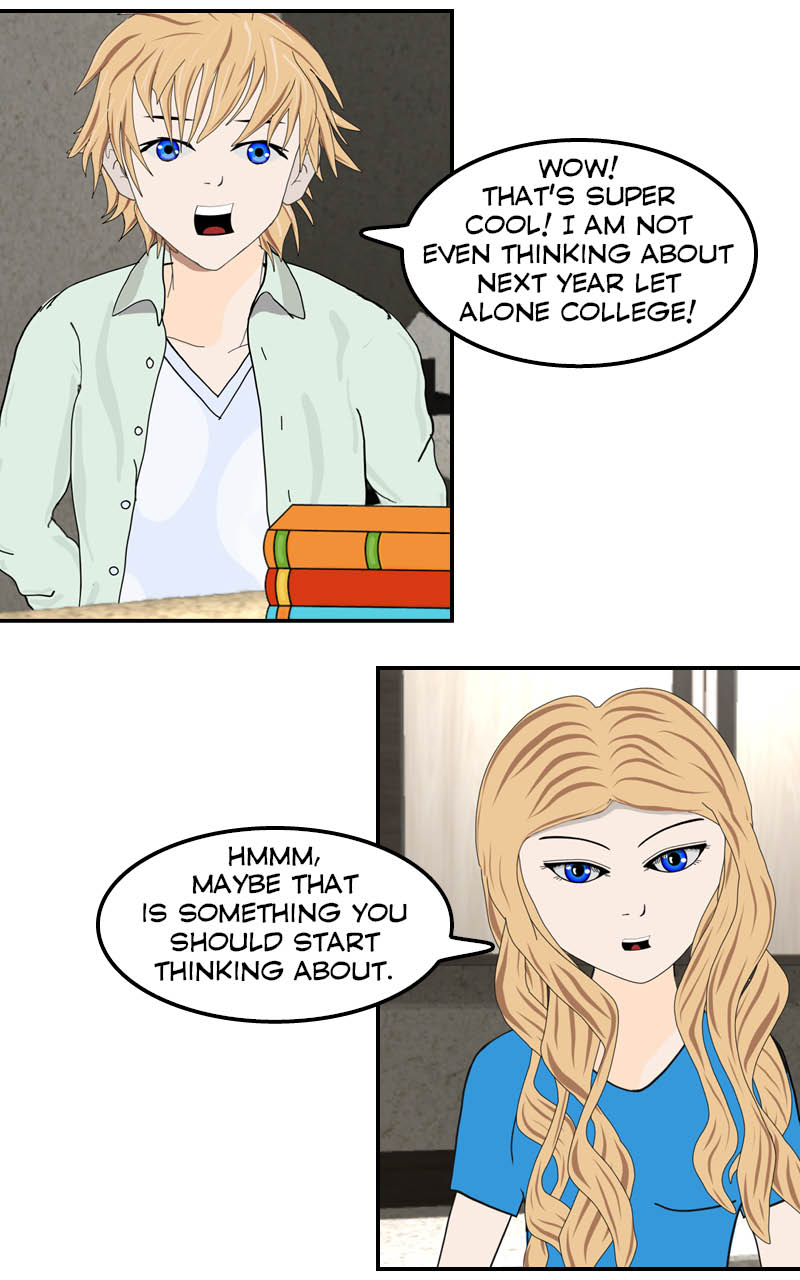 WOW!
THAT'S SUPER
COOL! I AM NOT
EVEN THINKING ABOUT
NEXT YEAR LET
ALONE COLLEGE!
HMMM,
MAYBE THAT
IS SOMETHING YOU
SHOULD START
THINKING ABOUT.